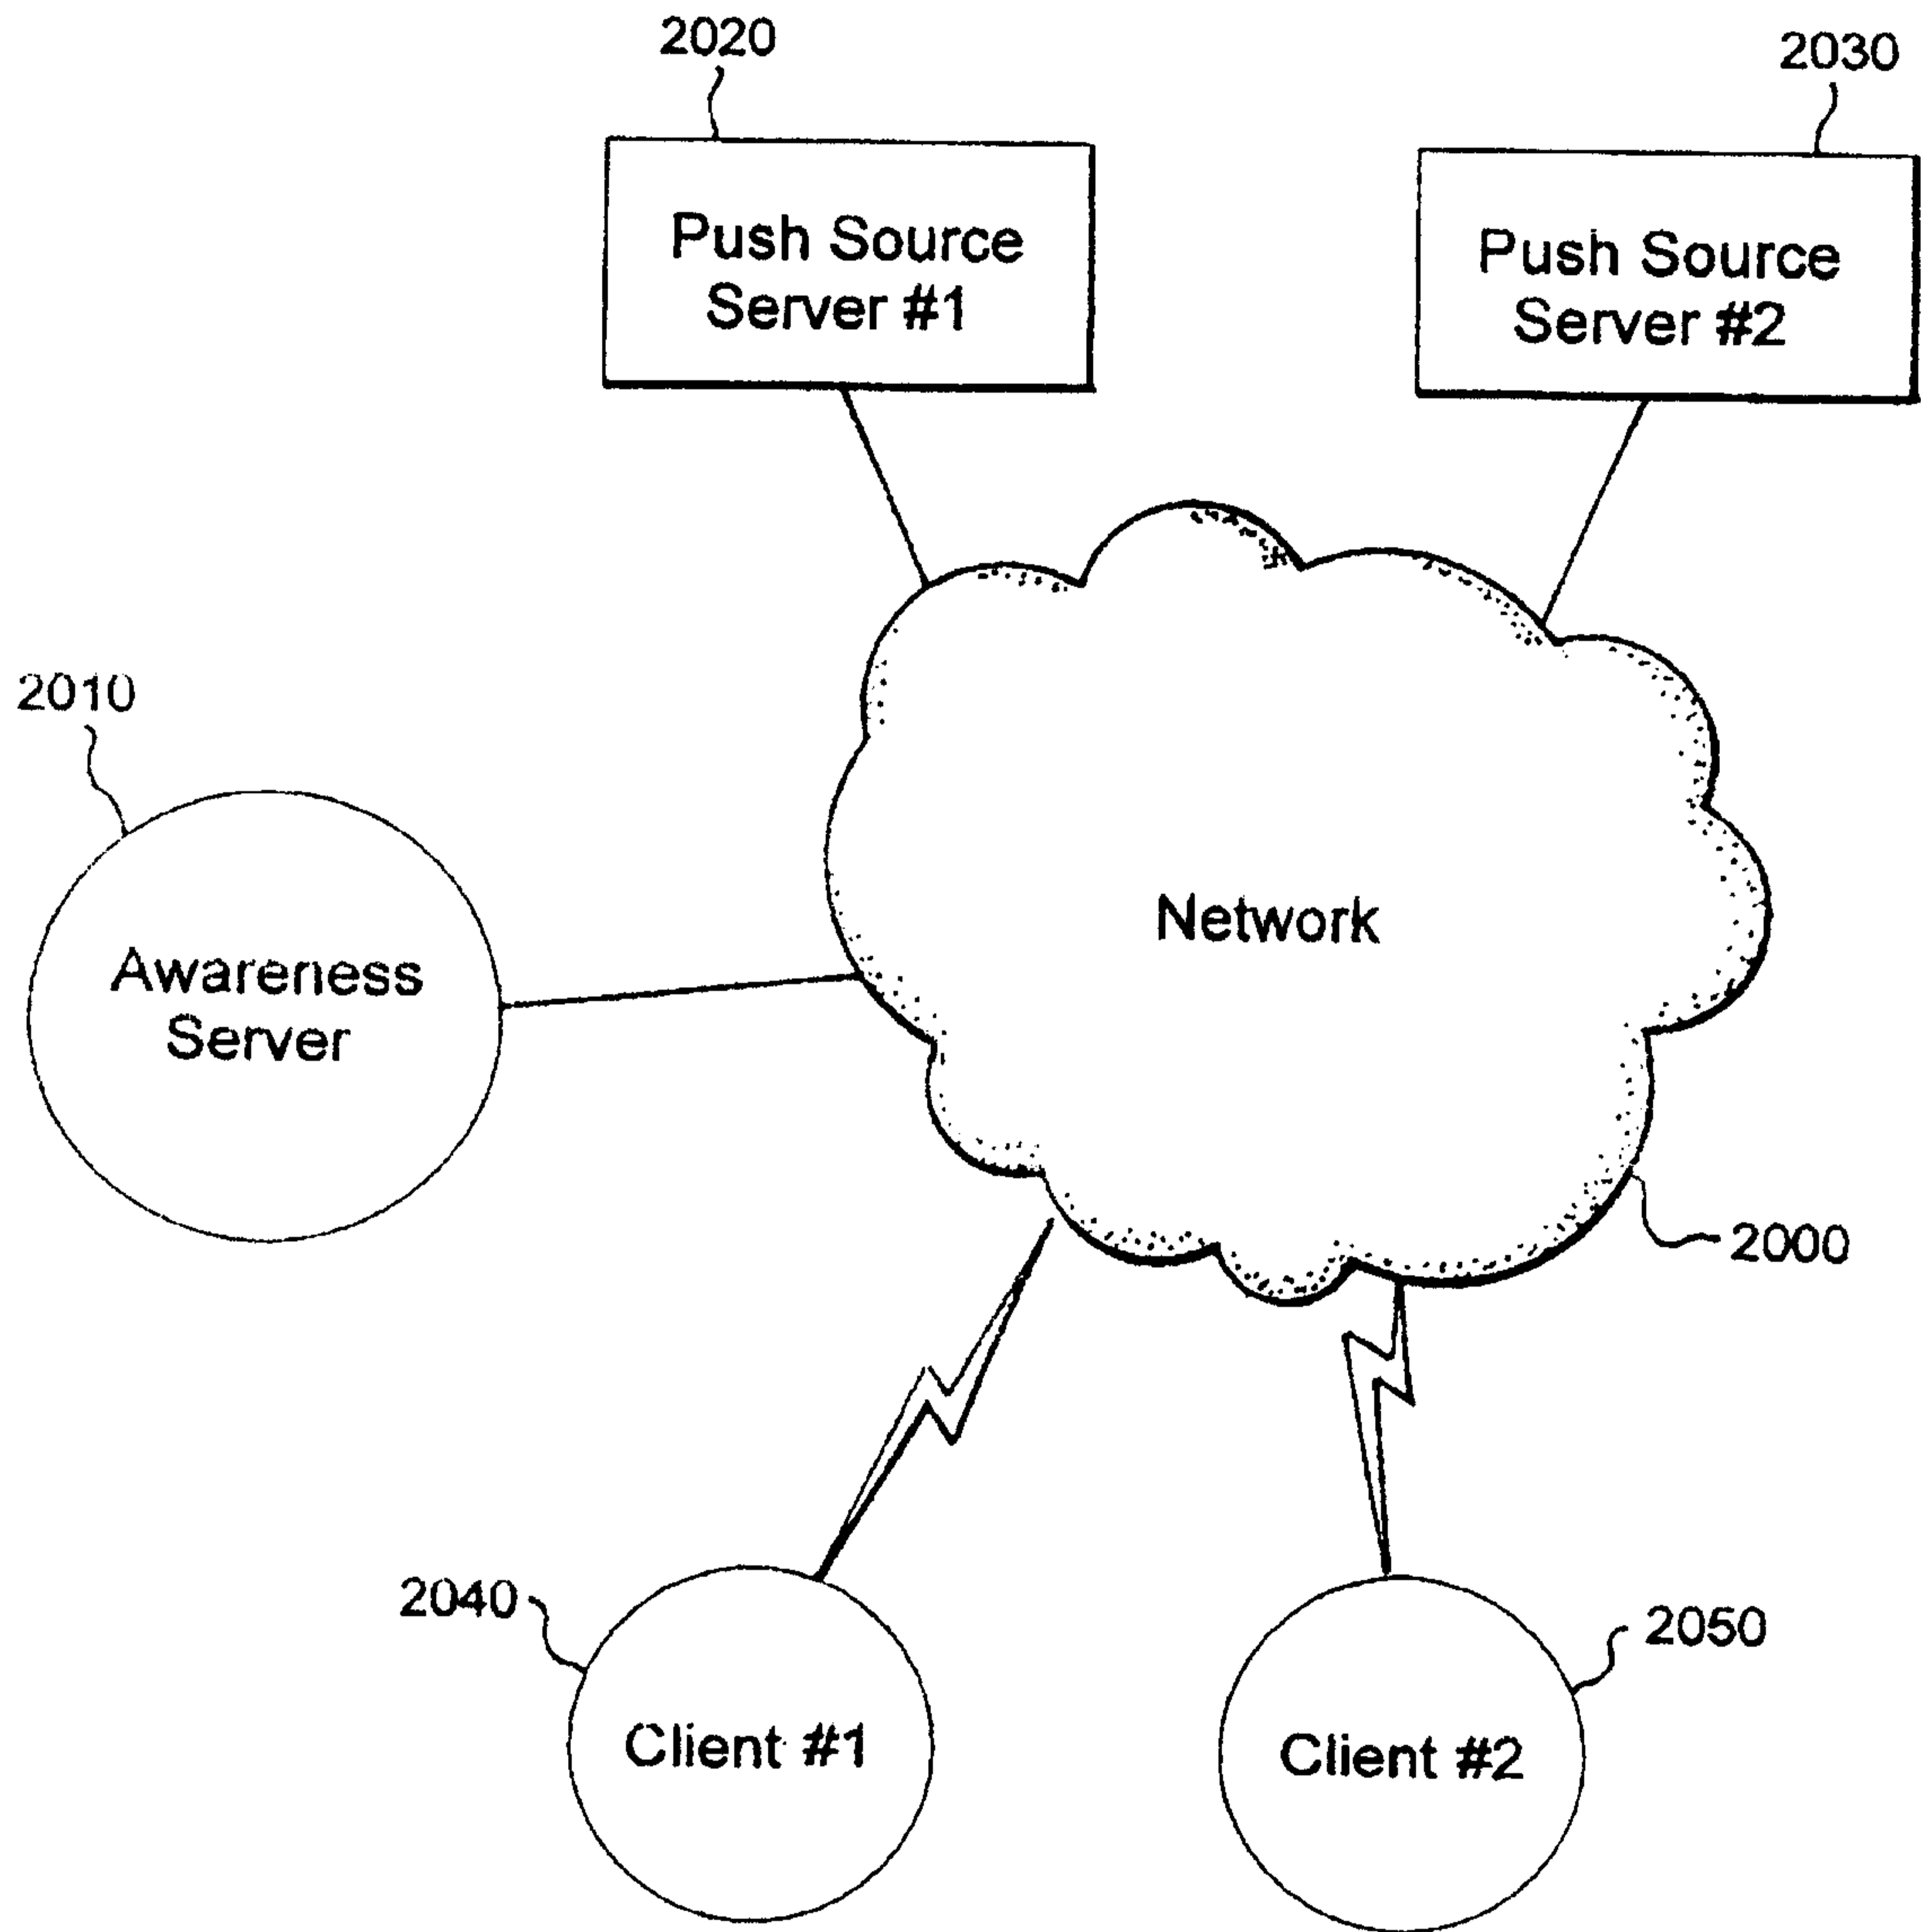 2020
2030
Push Source
Server #1
Push Source
Server #2
2010
Awareness
Server
Network
2000
2040
Client #1
2050
Client #2